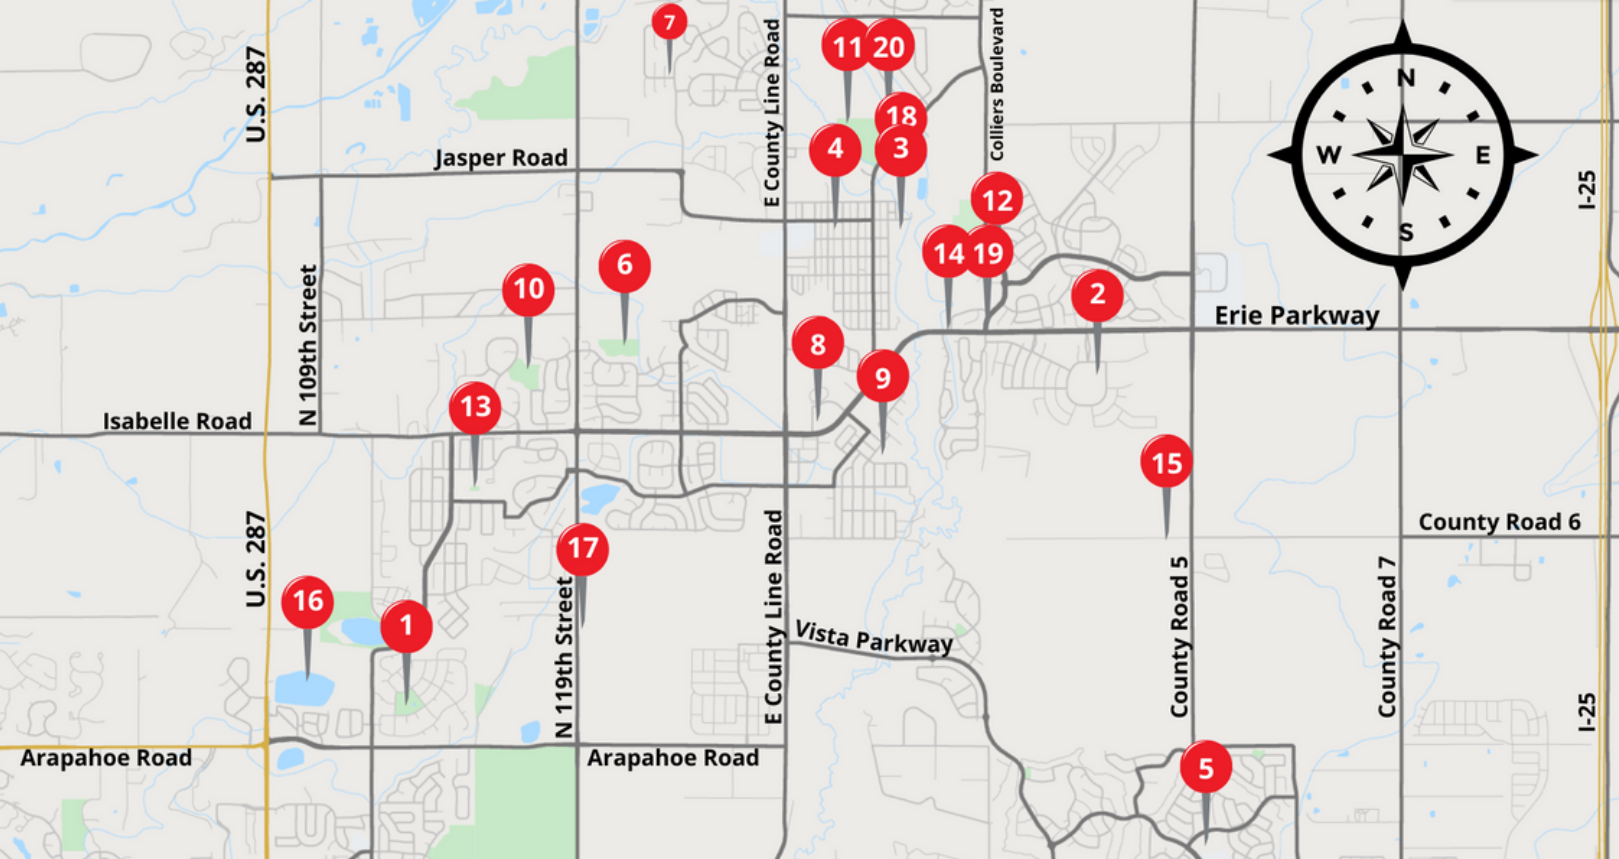 7
11
20
N
W
E
S
18
4
3
12
14
19
6
10
2
8
9
13
15
17
16
1
5
U.S. 287
E County Line Road
Colliers Boulevard
Jasper Road
I-25
N 109th Street
Erie Parkway
Isabelle Road
County Road 6
U.S. 287
N 119th Street
E County Line Road
County Road 5
County Road 7
Vista Parkway
I-25
Arapahoe Road
Arapahoe Road